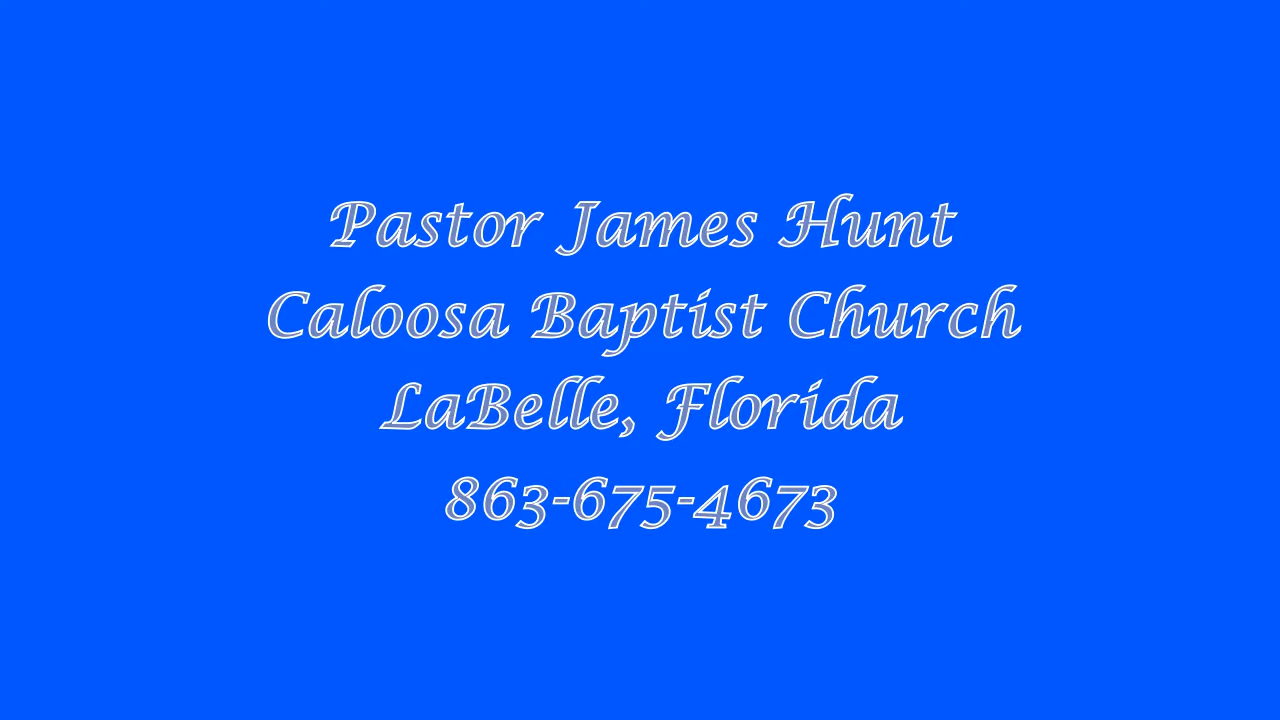 Pastor James Hunt
Caloosa Baptist Church
LaBelle, Florida
863-675-4673